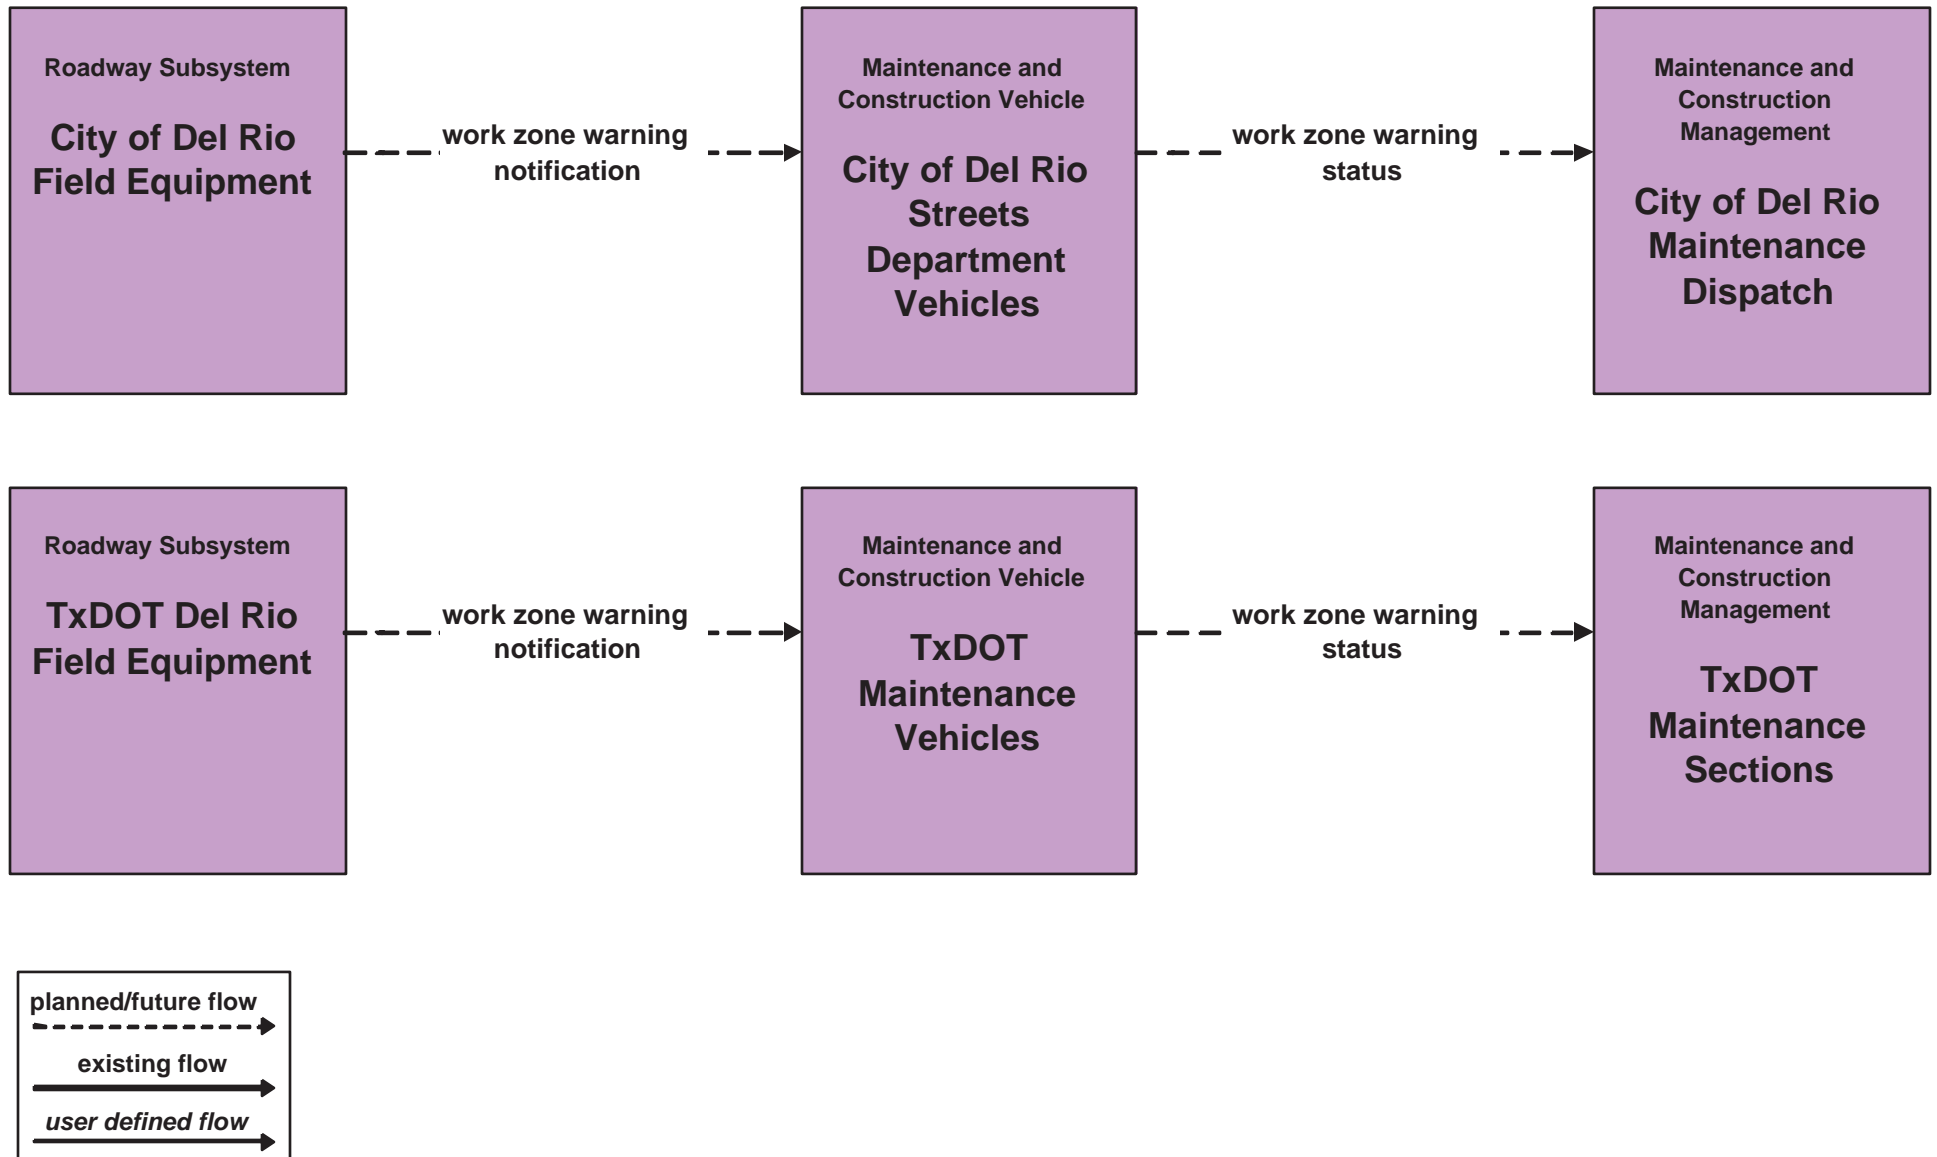 Roadway Subsystem
City of Del Rio
Field Equipment
work zone warning
notification
Maintenance and
Construction Vehicle
City of Del Rio
Streets
Department
Vehicles
work zone warning
status
Maintenance and
Construction
Management
City of Del Rio
Maintenance
Dispatch
Roadway Subsystem
TxDOT Del Rio
Field Equipment
work zone warning
notification
Maintenance and
Construction Vehicle
TxDOT
Maintenance
Vehicles
work zone warning
status
Maintenance and
Construction
Management
TxDOT
Maintenance
Sections
planned/future flow
existing flow
user defined flow